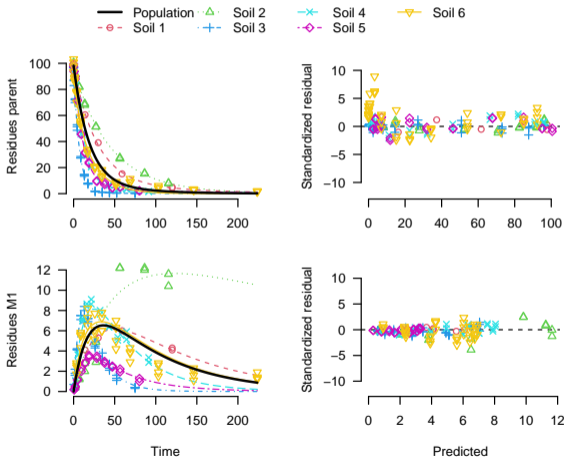 Population Soil 2 Soil 4 Soil 6
Soil 1 Soil 3 Soil 5
Residues parent
100
80
60
40
20
0
0 50 100 150 200
Standardized residual
10
5
0
−5
−10
0 20 40 60 80 100
Residues M1
12
10
8
6
4
2
0
0 50 100 150 200
Time
Standardized residual
10
5
0
−5
−10
0 2 4 6 8 10 12
Predicted